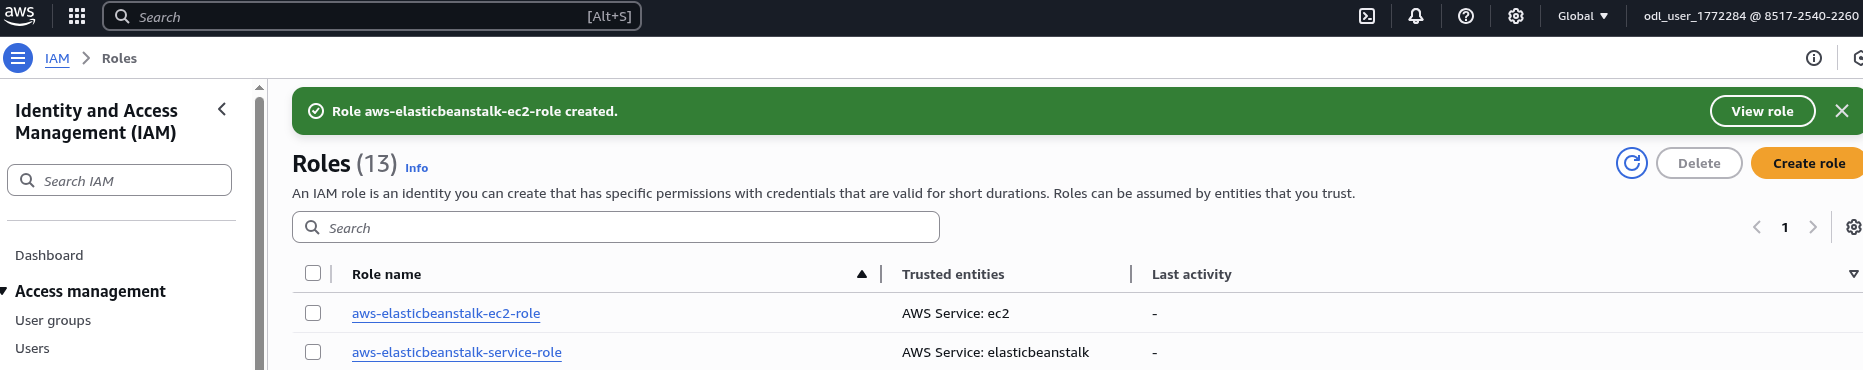 aws
Search [Alt+S]
Global
odl_user_1772284 @ 8517-2540-2260
IAM
Roles
Identity and Access
Management (IAM)
Search IAM
Dashboard
Access management
User groups
Users
Role aws-elasticbeanstalk-ec2-role created.
View role
Roles (13) Info
Delete
Create role
An IAM role is an identity you can create that has specific permissions with credentials that are valid for short durations. Roles can be assumed by entities that you trust.
Search
1
Role name Trusted entities Last activity
aws-elasticbeanstalk-ec2-role AWS Service: ec2 -
aws-elasticbeanstalk-service-role AWS Service: elasticbeanstalk -